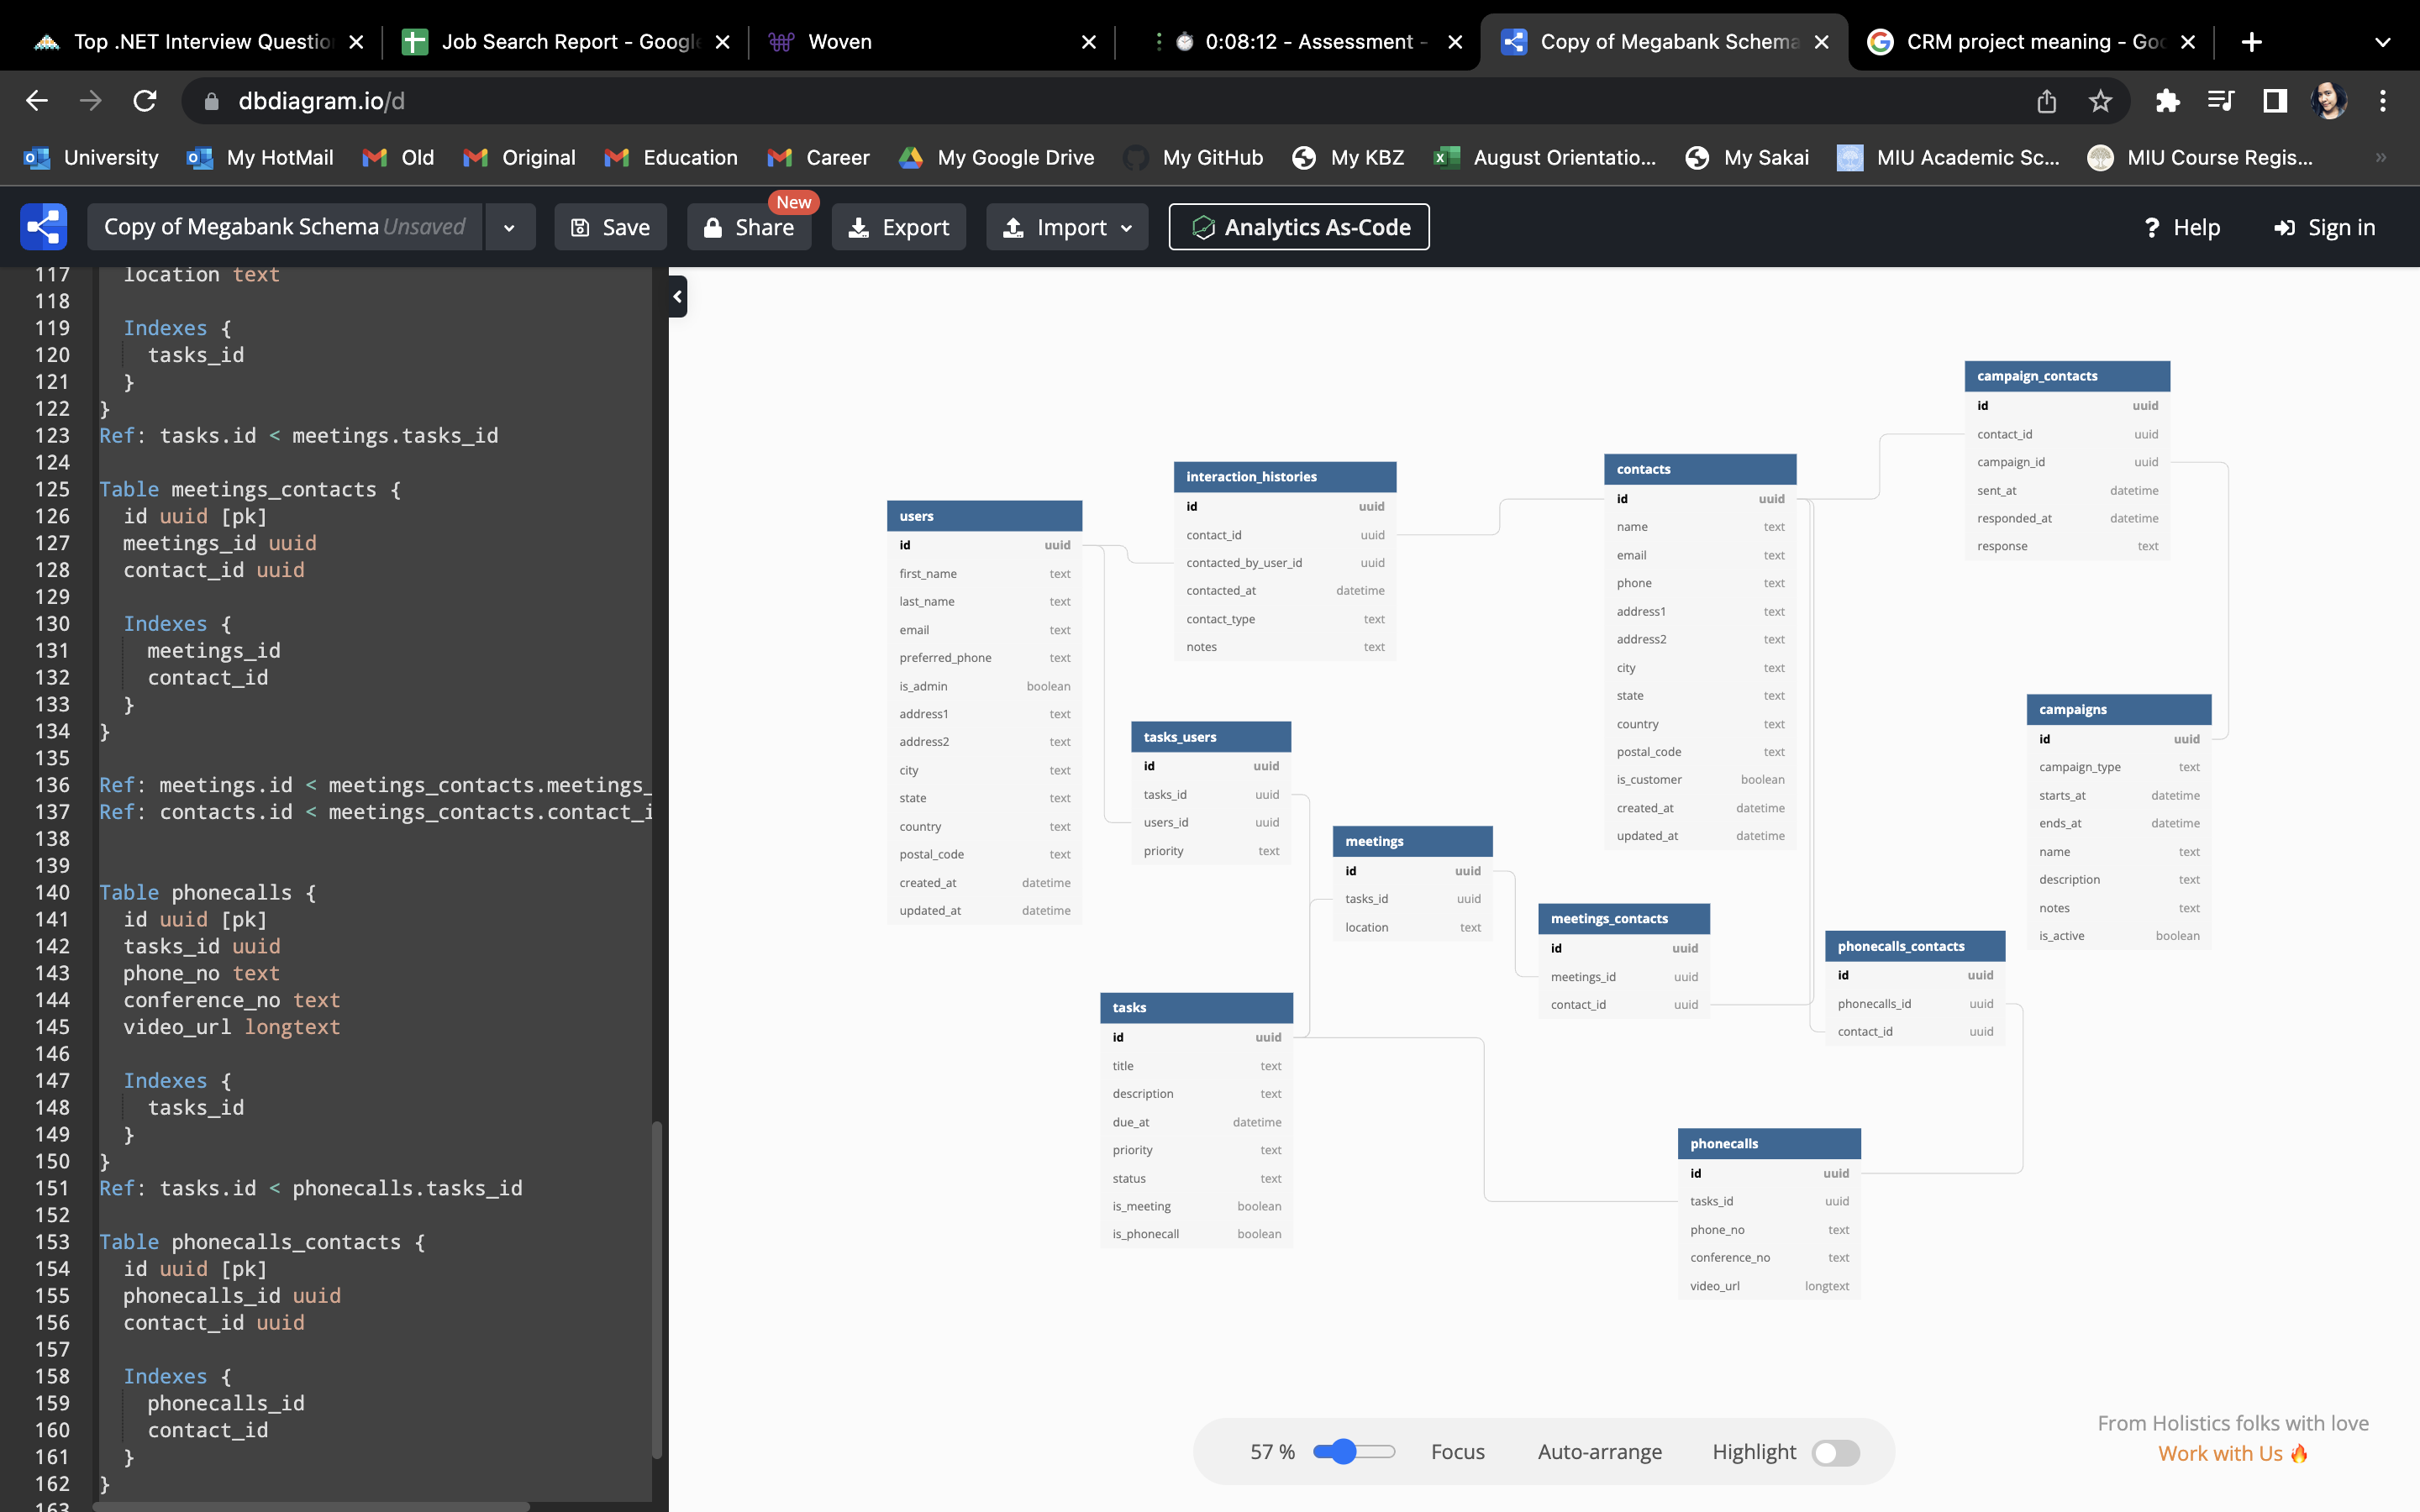 Top .NET Interview Questio
Job Search Report - Google
Woven
0:08:12 - Assessment -
Copy of Megabank Schema
CRM project meaning - Goo
dbdiagram.io/d
University
My HotMail
Old
Original
Education
Career
My Google Drive
My GitHub
My KBZ
August Orientatio...
My Sakai
MIU Academic Sc...
MIU Course Regis...
»
Copy of Megabank Schema Unsaved
Save
Share
New
Export
Import
Analytics As-Code
? Help
Sign in
117 location text
118
119 Indexes {
120 tasks_id
121 }
122 }
123 Ref: tasks.id < meetings.tasks_id
124
125 Table meetings_contacts {
126 id uuid [pk]
127 meetings_id uuid
128 contact_id uuid
129
130 Indexes {
131 meetings_id
132 contact_id
133 }
134 }
135
136 Ref: meetings.id < meetings_contacts.meetings_
137 Ref: contacts.id < meetings_contacts.contact_i
138
139
140 Table phonecalls {
141 id uuid [pk]
142 tasks_id uuid
143 phone_no text
144 conference_no text
145 video_url longtext
146
147 Indexes {
148 tasks_id
149 }
150 }
151 Ref: tasks.id < phonecalls.tasks_id
152
153 Table phonecalls_contacts {
154 id uuid [pk]
155 phonecalls_id uuid
156 contact_id uuid
157
158 Indexes {
159 phonecalls_id
160 contact_id
161 }
162 }
163
users
id uuid
first_name text
last_name text
email text
preferred_phone text
is_admin boolean
address1 text
address2 text
city text
state text
country text
postal_code text
created_at datetime
updated_at datetime
interaction_histories
id uuid
contact_id uuid
contacted_by_user_id uuid
contacted_at datetime
contact_type text
notes text
tasks_users
id uuid
tasks_id uuid
users_id uuid
priority text
tasks
id uuid
title text
description text
due_at datetime
priority text
status text
is_meeting boolean
is_phonecall boolean
meetings
id uuid
tasks_id uuid
location text
contacts
id uuid
name text
email text
phone text
address1 text
address2 text
city text
state text
country text
postal_code text
is_customer boolean
created_at datetime
updated_at datetime
meetings_contacts
id uuid
meetings_id uuid
contact_id uuid
campaign_contacts
id uuid
contact_id uuid
campaign_id uuid
sent_at datetime
responded_at datetime
response text
campaigns
id uuid
campaign_type text
starts_at datetime
ends_at datetime
name text
description text
notes text
is_active boolean
phonecalls_contacts
id uuid
phonecalls_id uuid
contact_id uuid
phonecalls
id uuid
tasks_id uuid
phone_no text
conference_no text
video_url longtext
57 %
Focus
Auto-arrange
Highlight
From Holistics folks with love
Work with Us 🔥